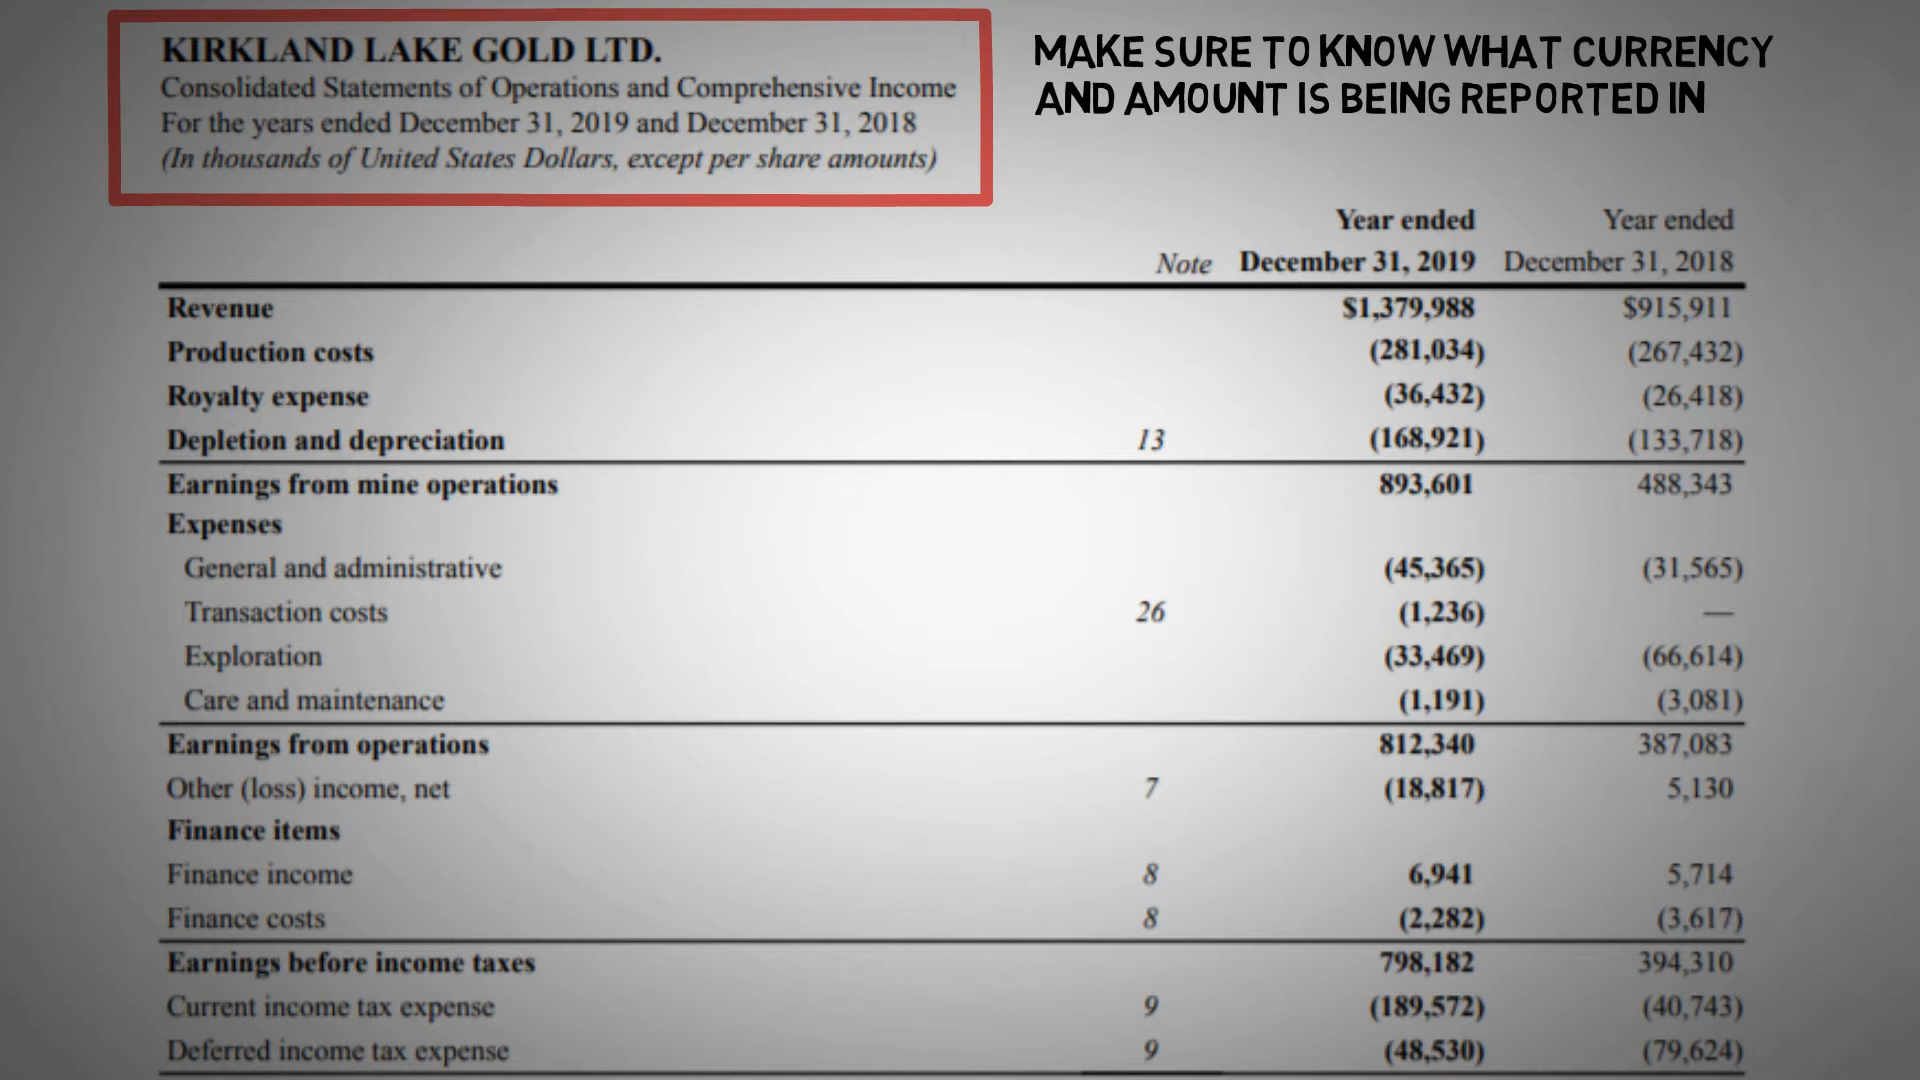 KIRKLAND LAKE GOLD LTD.
Consolidated Statements of Operations and Comprehensive Income
For the years ended December 31, 2019 and December 31, 2018
(In thousands of United States Dollars, except per share amounts)
MAKE SURE TO KNOW WHAT CURRENCY
AND AMOUNT IS BEING REPORTED IN
Year ended Year ended
Note December 31, 2019 December 31, 2018
Revenue $1,379,988 $915,911
Production costs (281,034) (267,432)
Royalty expense (36,432) (26,418)
Depletion and depreciation 13 (168,921) (133,718)
Earnings from mine operations 893,601 488,343
Expenses
General and administrative (45,365) (31,565)
Transaction costs 26 (1,236) —
Exploration (33,469) (66,614)
Care and maintenance (1,191) (3,081)
Earnings from operations 812,340 387,083
Other (loss) income, net 7 (18,817) 5,130
Finance items
Finance income 8 6,941 5,714
Finance costs 8 (2,282) (3,617)
Earnings before income taxes 798,182 394,310
Current income tax expense 9 (189,572) (40,743)
Deferred income tax expense 9 (48,530) (79,624)